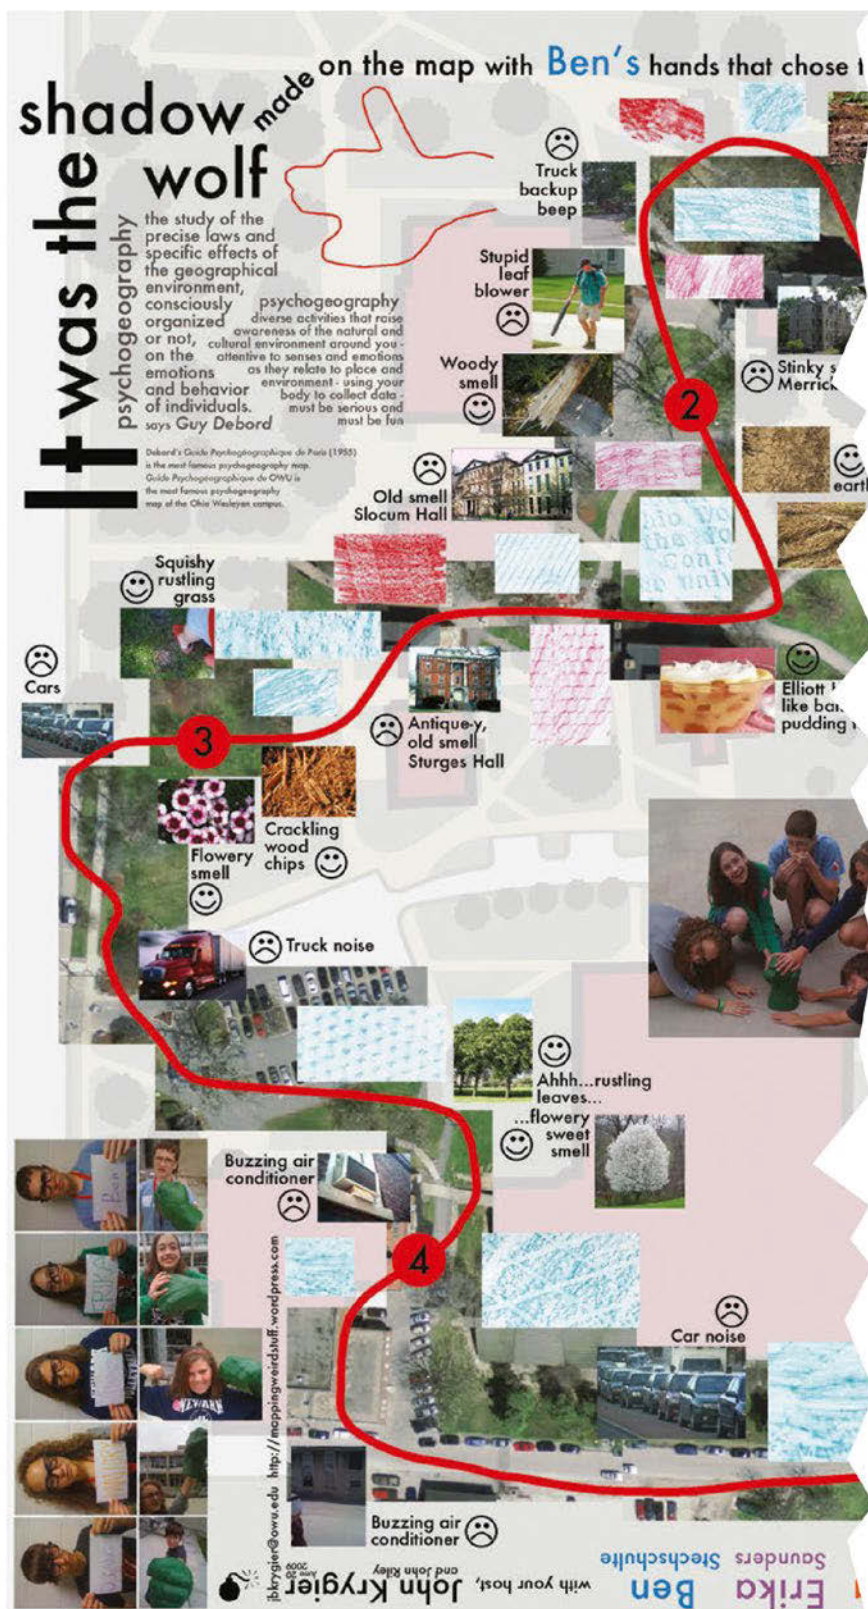 It was the
shadow
wolf
made
on the map with Ben's hands that chose
psychogeography
the study of the
precise laws and
specific effects of
the geographical
environment,
consciously
organized
or not,
on the
emotions
and behavior
of individuals.
says Guy Debord
psychogeography
diverse activities that raise
awareness of the natural and
cultural environment around you -
attentive to senses and emotions
as they relate to place and
environment - using your
body to collect data -
must be serious and
must be fun
Debord's Guide Psychogéographique de Paris (1955)
is the most famous psychogeography map.
Guide Psychogéographique de OWU is
the most famous psychogeography
map of the Ohio Wesleyan campus.
Truck
backup
beep
Stupid
leaf
blower
Woody
smell
Stinky
Merrick
2
Old smell
Slocum Hall
Squishy
rustling
grass
Cars
Antique-y,
old smell
Sturges Hall
Elliott
like
pudding
3
Flowery
smell
Crackling
wood
chips
Truck noise
Ahhh...rustling
leaves...
...flowery
sweet
smell
Buzzing air
conditioner
4
Car noise
Buzzing air
conditioner
Ben
ERIKA
jbkrygier@owu.edu http://mappingweirdstuff.wordpress.com
with your host,
John Krygier
and John Riley
June 20
2009
Ben
Stechschulte
Erika
Saunders